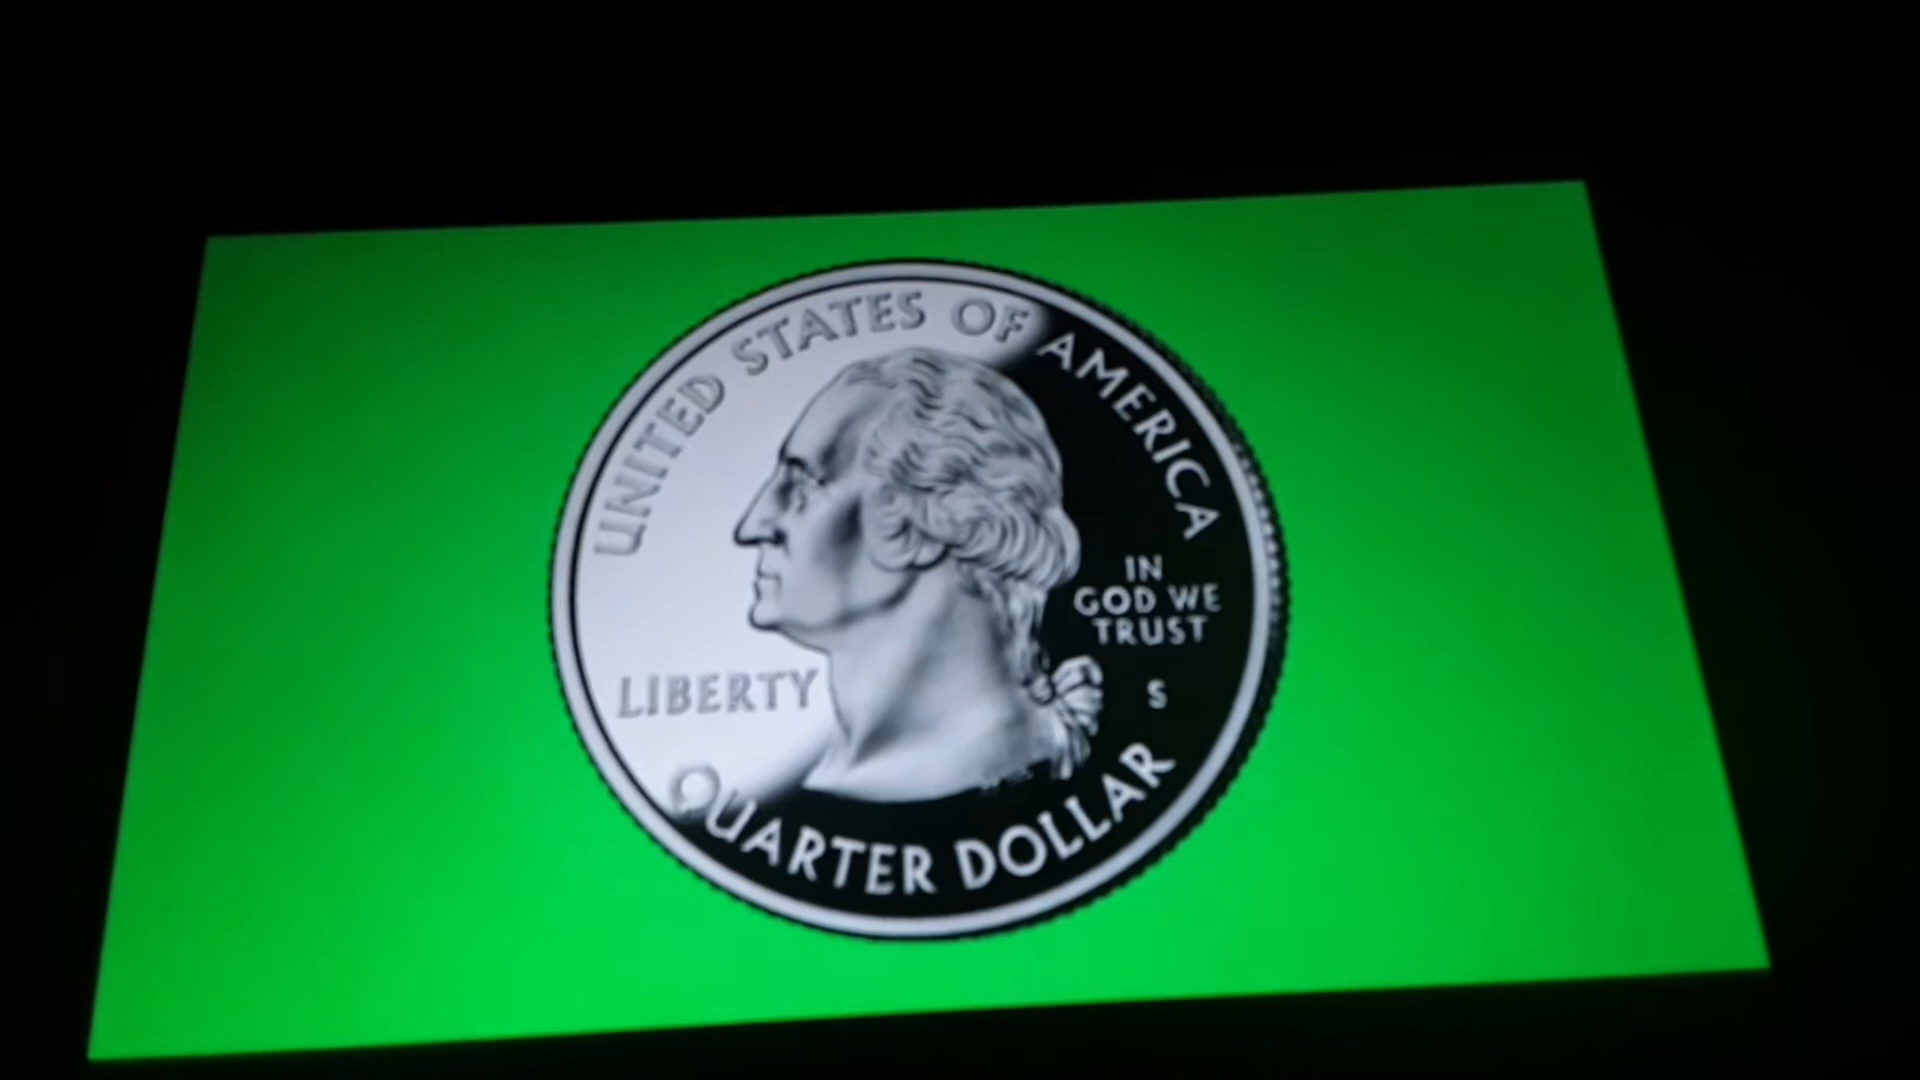 UNITED STATES OF AMERICA
IN
GOD WE
TRUST
LIBERTY
S
QUARTER DOLLAR